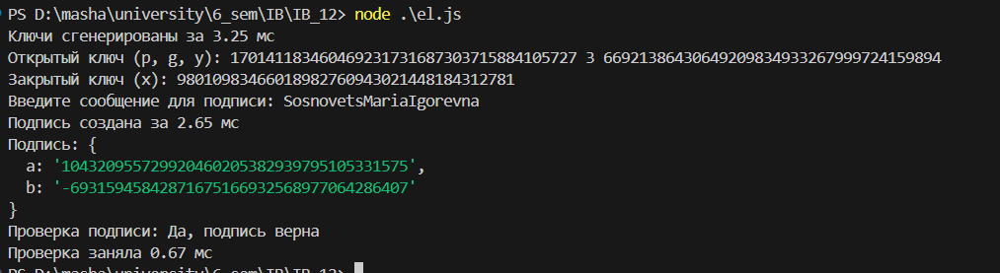 PS D:\masha\university\6_sem\IB\IB_12> node .\el.js
Ключи сгенерированы за 3.25 мс
Открытый ключ (p, g, y): 170141183460469231731687303715884105727 3 66921386430649209834933267999724159894
Закрытый ключ (x): 98010983466018982760943021448184312781
Введите сообщение для подписи: SosnovetsMariaIgorevna
Подпись создана за 2.65 мс
Подпись: {
  a: '104320955729920460205382939795105331575',
  b: '-69315945842871675166932568977064286407'
}
Проверка подписи: Да, подпись верна
Проверка заняла 0.67 мс
PS D:\masha\university\6_sem\IB\IB_12>